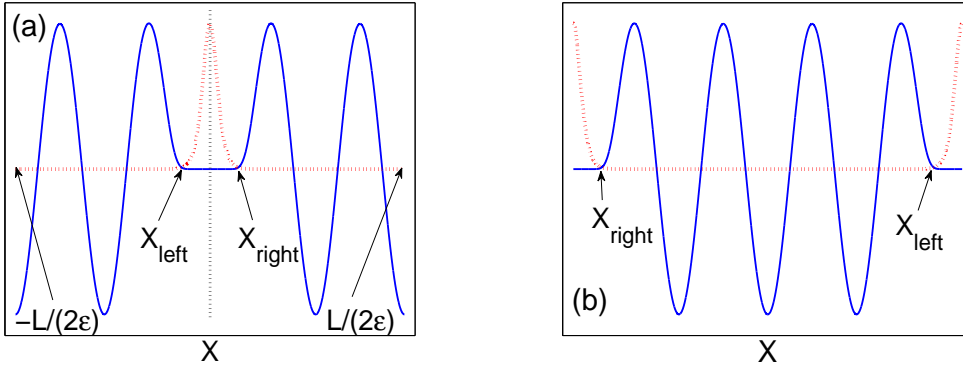 (a)
X_left
X_right
−L/(2ε)
L/(2ε)
X
X_right
X_left
(b)
X